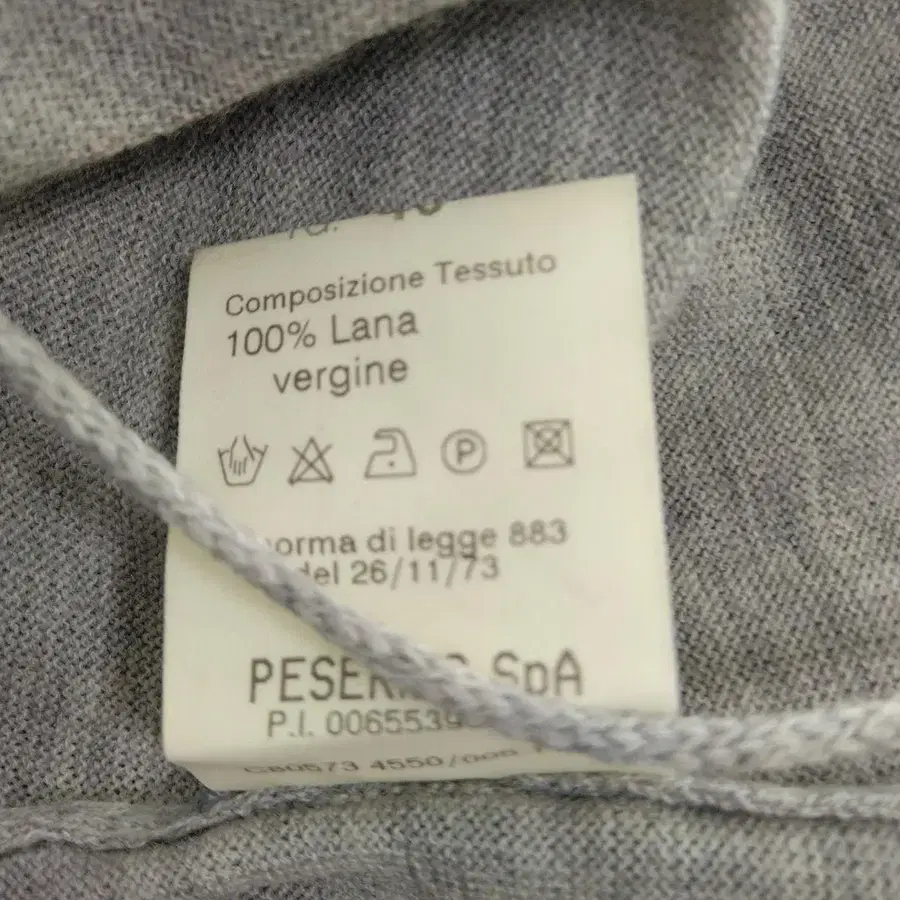 Composizione Tessuto
100% Lana
vergine
P
norma di legge 883
del 26/11/73
SpA
P.I.